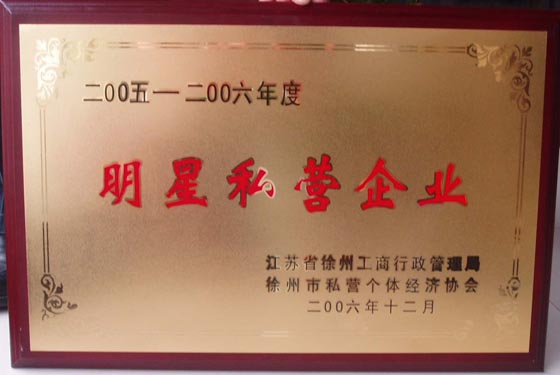 二00五—二00六年度
明星私营企业
江苏省徐州工商行政管理局
徐州市私营个体经济协会
二00六年十二月